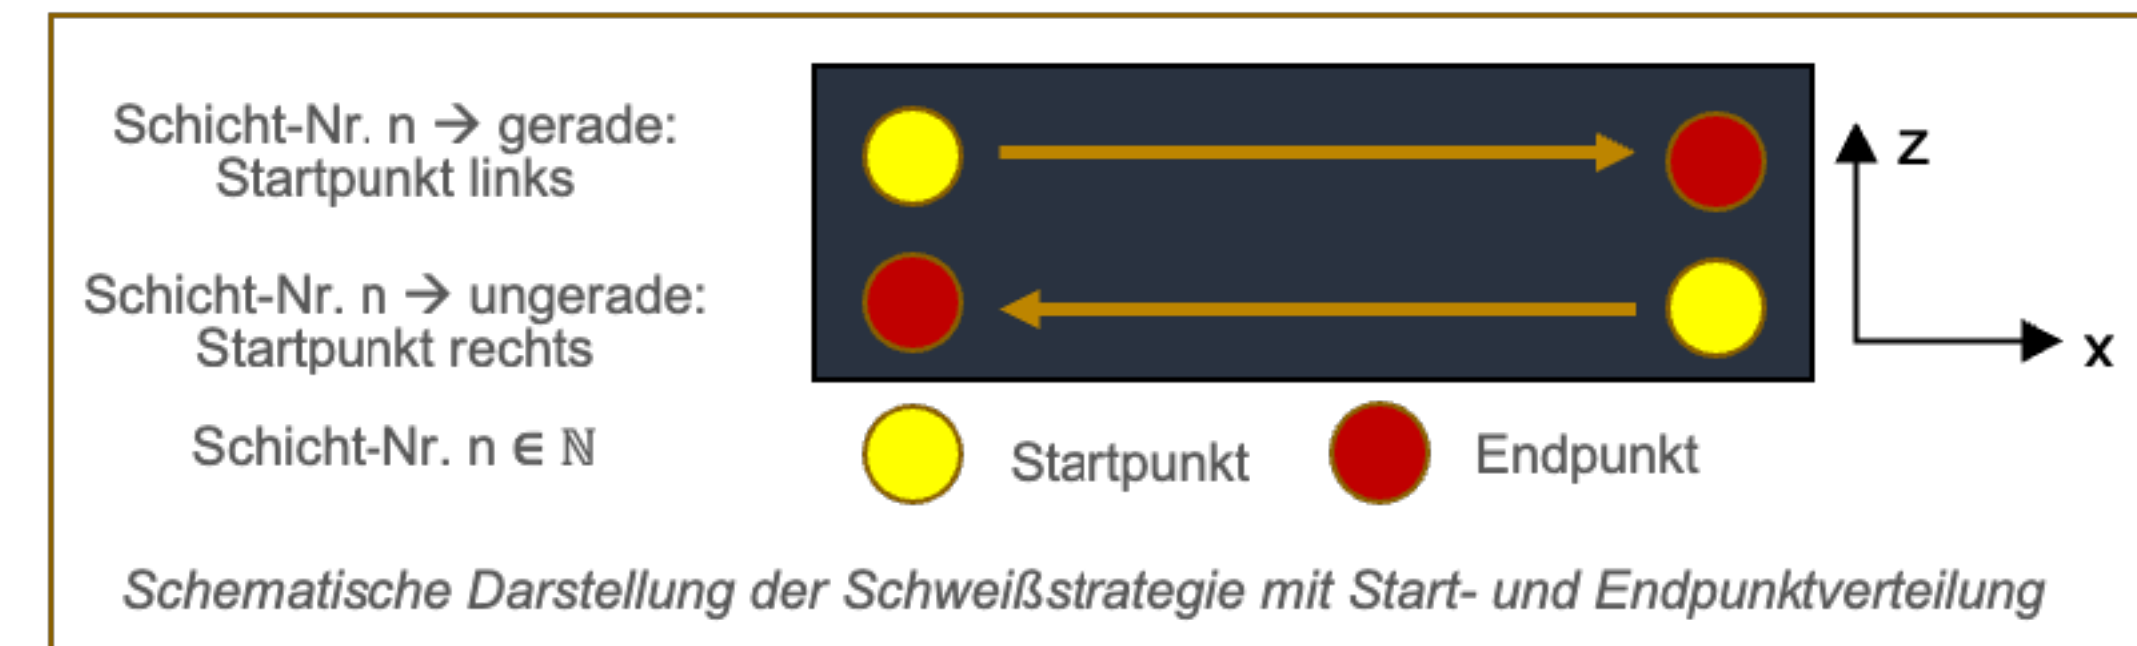 Schicht-Nr. n → gerade:
Startpunkt links
Schicht-Nr. n → ungerade:
Startpunkt rechts
Schicht-Nr. n ∈ ℕ
z
x
Startpunkt
Endpunkt
Schematische Darstellung der Schweißstrategie mit Start- und Endpunktverteilung